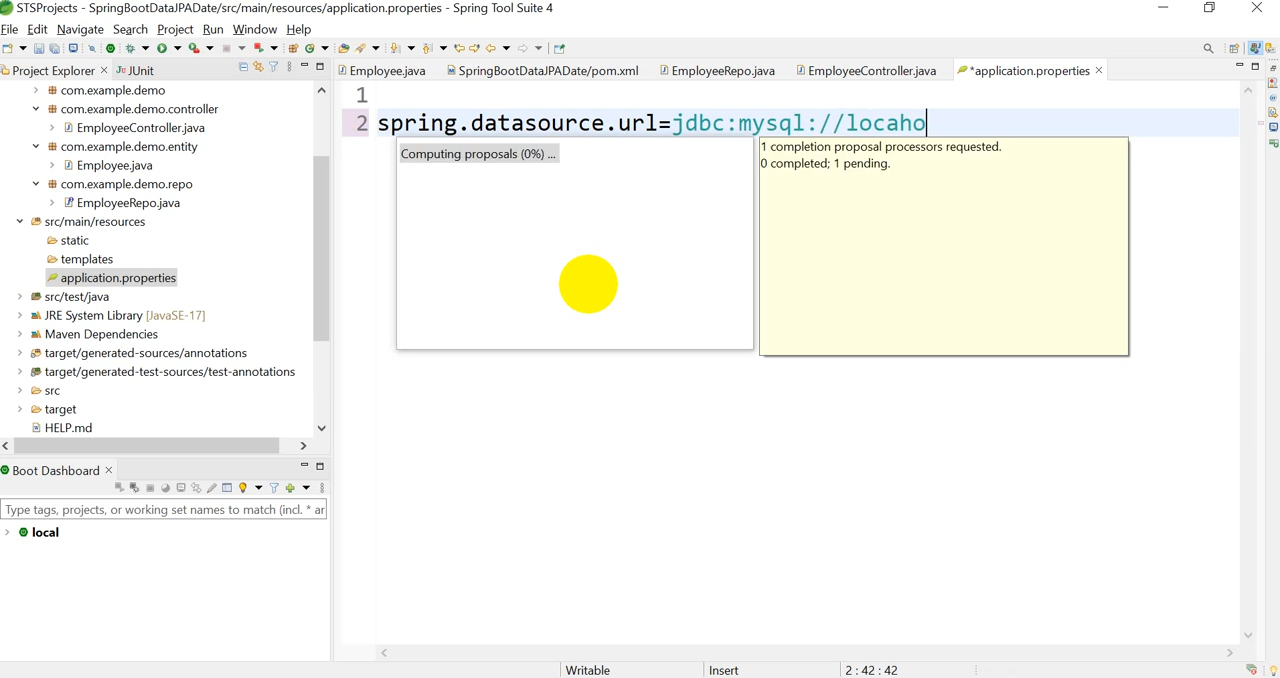 STSProjects - SpringBootDataJPADate/src/main/resources/application.properties - Spring Tool Suite 4
File Edit Navigate Search Project Run Window Help
Project Explorer JUnit
Employee.java SpringBootDataJPADate/pom.xml EmployeeRepo.java EmployeeController.java *application.properties
com.example.demo
com.example.demo.controller
EmployeeController.java
com.example.demo.entity
Employee.java
com.example.demo.repo
EmployeeRepo.java
src/main/resources
static
templates
application.properties
src/test/java
JRE System Library [JavaSE-17]
Maven Dependencies
target/generated-sources/annotations
target/generated-test-sources/test-annotations
src
target
HELP.md
1
2 spring.datasource.url=jdbc:mysql://locaho
Computing proposals (0%) ...
1 completion proposal processors requested.
0 completed; 1 pending.
Boot Dashboard
Type tags, projects, or working set names to match (incl. * ar
local
Writable Insert 2 : 42 : 42